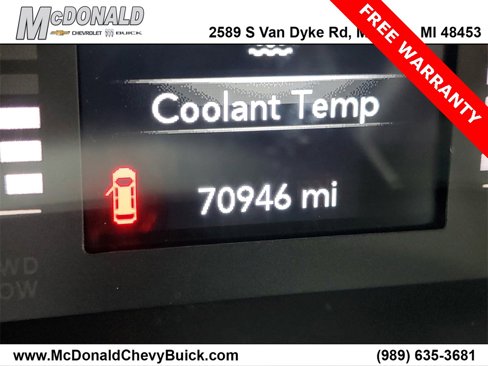 McDONALD
CHEVROLET BUICK
2589 S Van Dyke Rd, MI 48453
FREE WARRANTY
Coolant Temp
70946 mi
www.McDonaldChevyBuick.com
(989) 635-3681